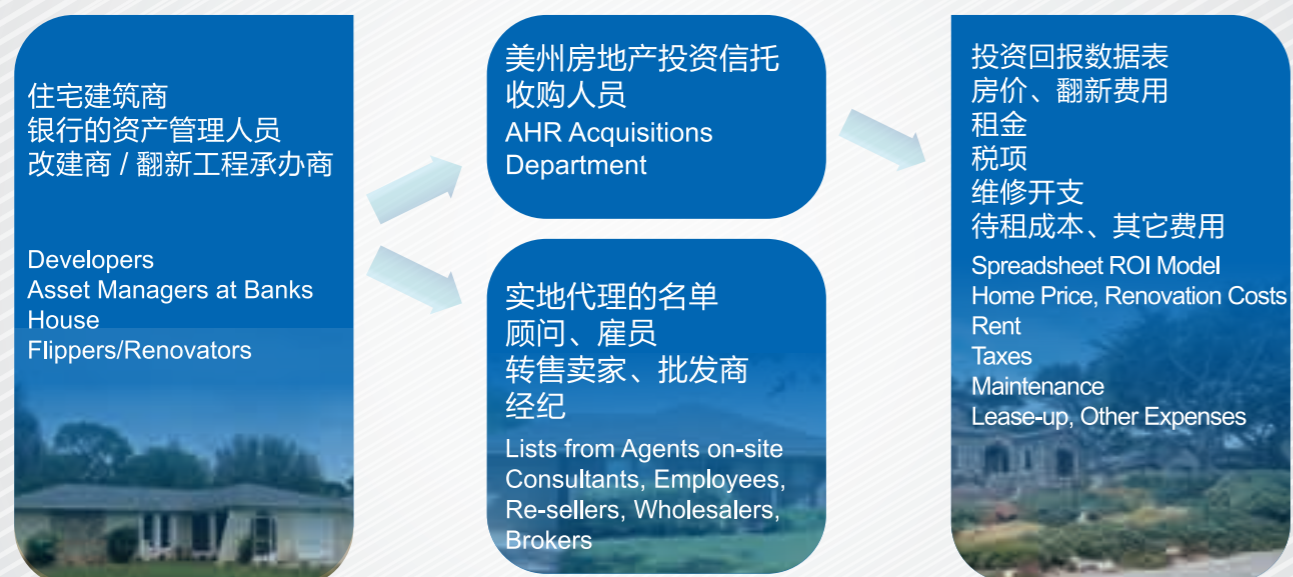 住宅建筑商
银行的资产管理人员
改建商 / 翻新工程承办商
Developers
Asset Managers at Banks
House
Flippers/Renovators
美州房地产投资信托
收购人员
AHR Acquisitions
Department
实地代理的名单
顾问、雇员
转售卖家、批发商
经纪
Lists from Agents on-site
Consultants, Employees,
Re-sellers, Wholesalers,
Brokers
投资回报数据表
房价、翻新费用
租金
税项
维修开支
待租成本、其它费用
Spreadsheet ROI Model
Home Price, Renovation Costs
Rent
Taxes
Maintenance
Lease-up, Other Expenses